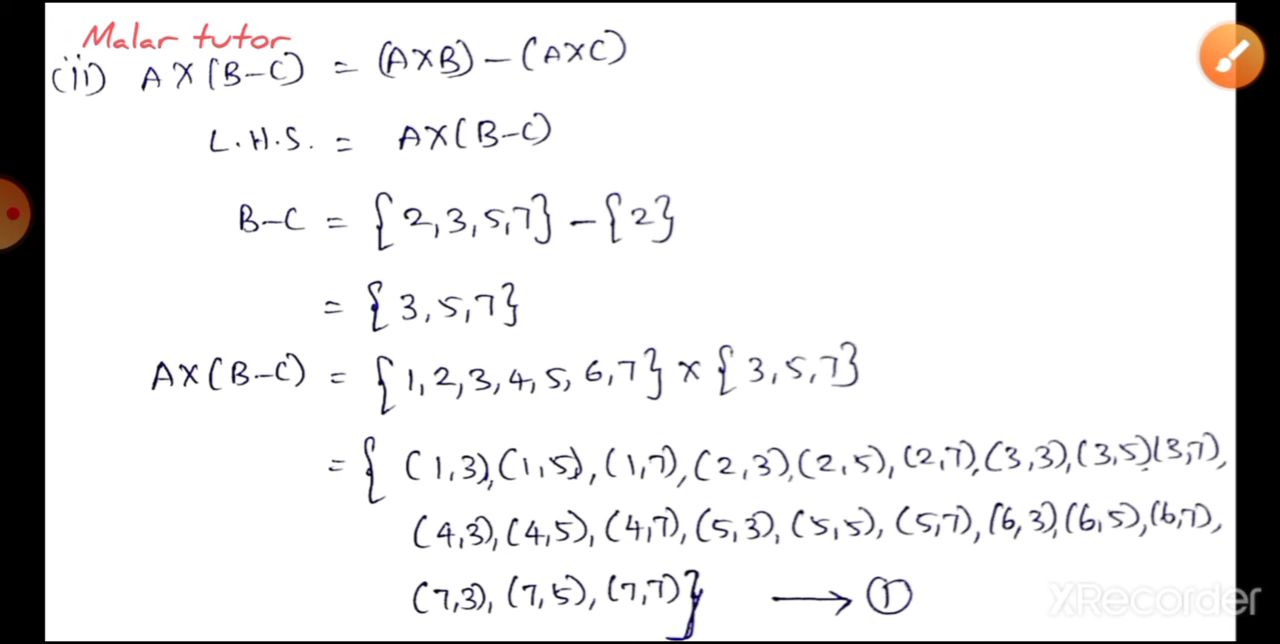 Malar tutor
(ii) A×(B-C) = (A×B) - (A×C)
L.H.S. = A×(B-C)
B-C = {2,3,5,7} - {2}
= {3,5,7}
A×(B-C) = {1,2,3,4,5,6,7} × {3,5,7}
= { (1,3),(1,5),(1,7),(2,3),(2,5),(2,7),(3,3),(3,5)(3,7),
(4,3),(4,5),(4,7),(5,3),(5,5),(5,7),(6,3),(6,5),(6,7),
(7,3),(7,5),(7,7)} ⟶ ①
XRecorder